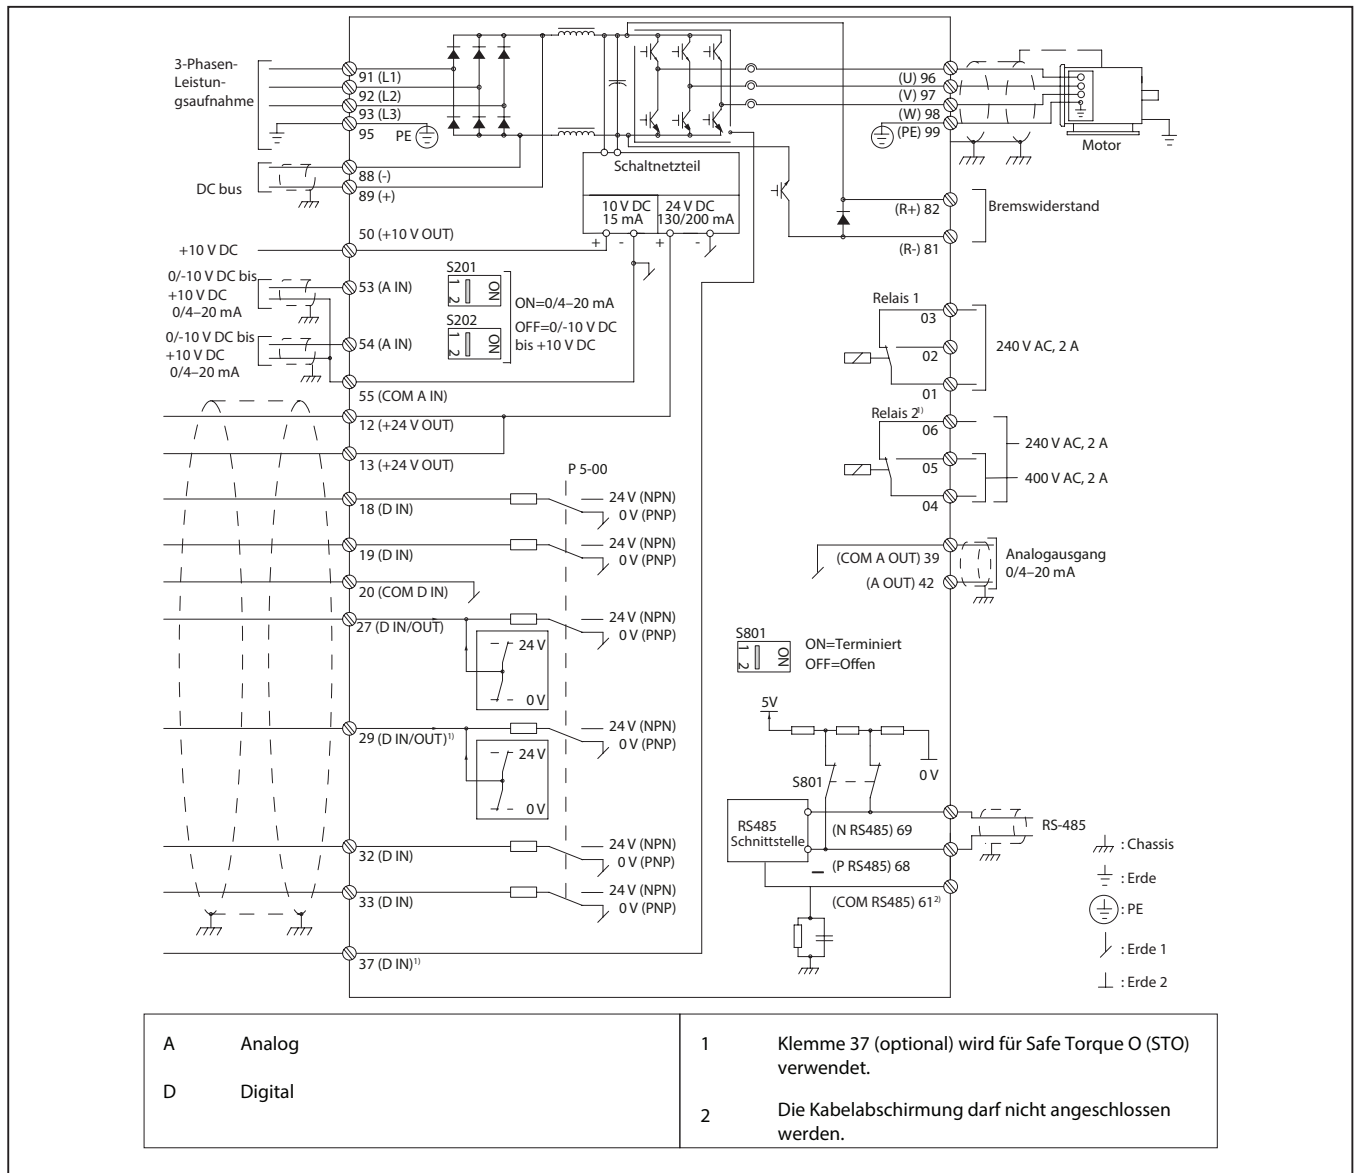 3-Phasen-
Leistun-
gsaufnahme
91 (L1)
92 (L2)
93 (L3)
95
PE
DC bus
88 (-)
89 (+)
+10 V DC
50 (+10 V OUT)
0/-10 V DC bis
+10 V DC
0/4–20 mA
53 (A IN)
0/-10 V DC bis
+10 V DC
0/4–20 mA
54 (A IN)
55 (COM A IN)
12 (+24 V OUT)
13 (+24 V OUT)
18 (D IN)
19 (D IN)
20 (COM D IN)
27 (D IN/OUT)
29 (D IN/OUT)1)
32 (D IN)
33 (D IN)
37 (D IN)1)
S201
1
2
ON
S202
1
2
ON
ON=0/4–20 mA
OFF=0/-10 V DC
bis +10 V DC
Schaltnetzteil
10 V DC
15 mA
24 V DC
130/200 mA
+ - + -
P 5-00
24 V (NPN)
0 V (PNP)
24 V (NPN)
0 V (PNP)
24 V (NPN)
0 V (PNP)
24 V
0 V
24 V (NPN)
0 V (PNP)
24 V
0 V
24 V (NPN)
0 V (PNP)
24 V (NPN)
0 V (PNP)
(U) 96
(V) 97
(W) 98
(PE) 99
Motor
(R+) 82
(R-) 81
Bremswiderstand
Relais 1
03
02
01
240 V AC, 2 A
Relais 21)
06
05
04
240 V AC, 2 A
400 V AC, 2 A
(COM A OUT) 39
(A OUT) 42
Analogausgang
0/4–20 mA
S801
1
2
ON
ON=Terminiert
OFF=Offen
5V
S801
0 V
RS485
Schnittstelle
(N RS485) 69
(P RS485) 68
(COM RS485) 612)
RS-485
: Chassis
: Erde
: PE
: Erde 1
: Erde 2
A Analog
D Digital
1 Klemme 37 (optional) wird für Safe Torque O (STO)
verwendet.
2 Die Kabelabschirmung darf nicht angeschlossen
werden.